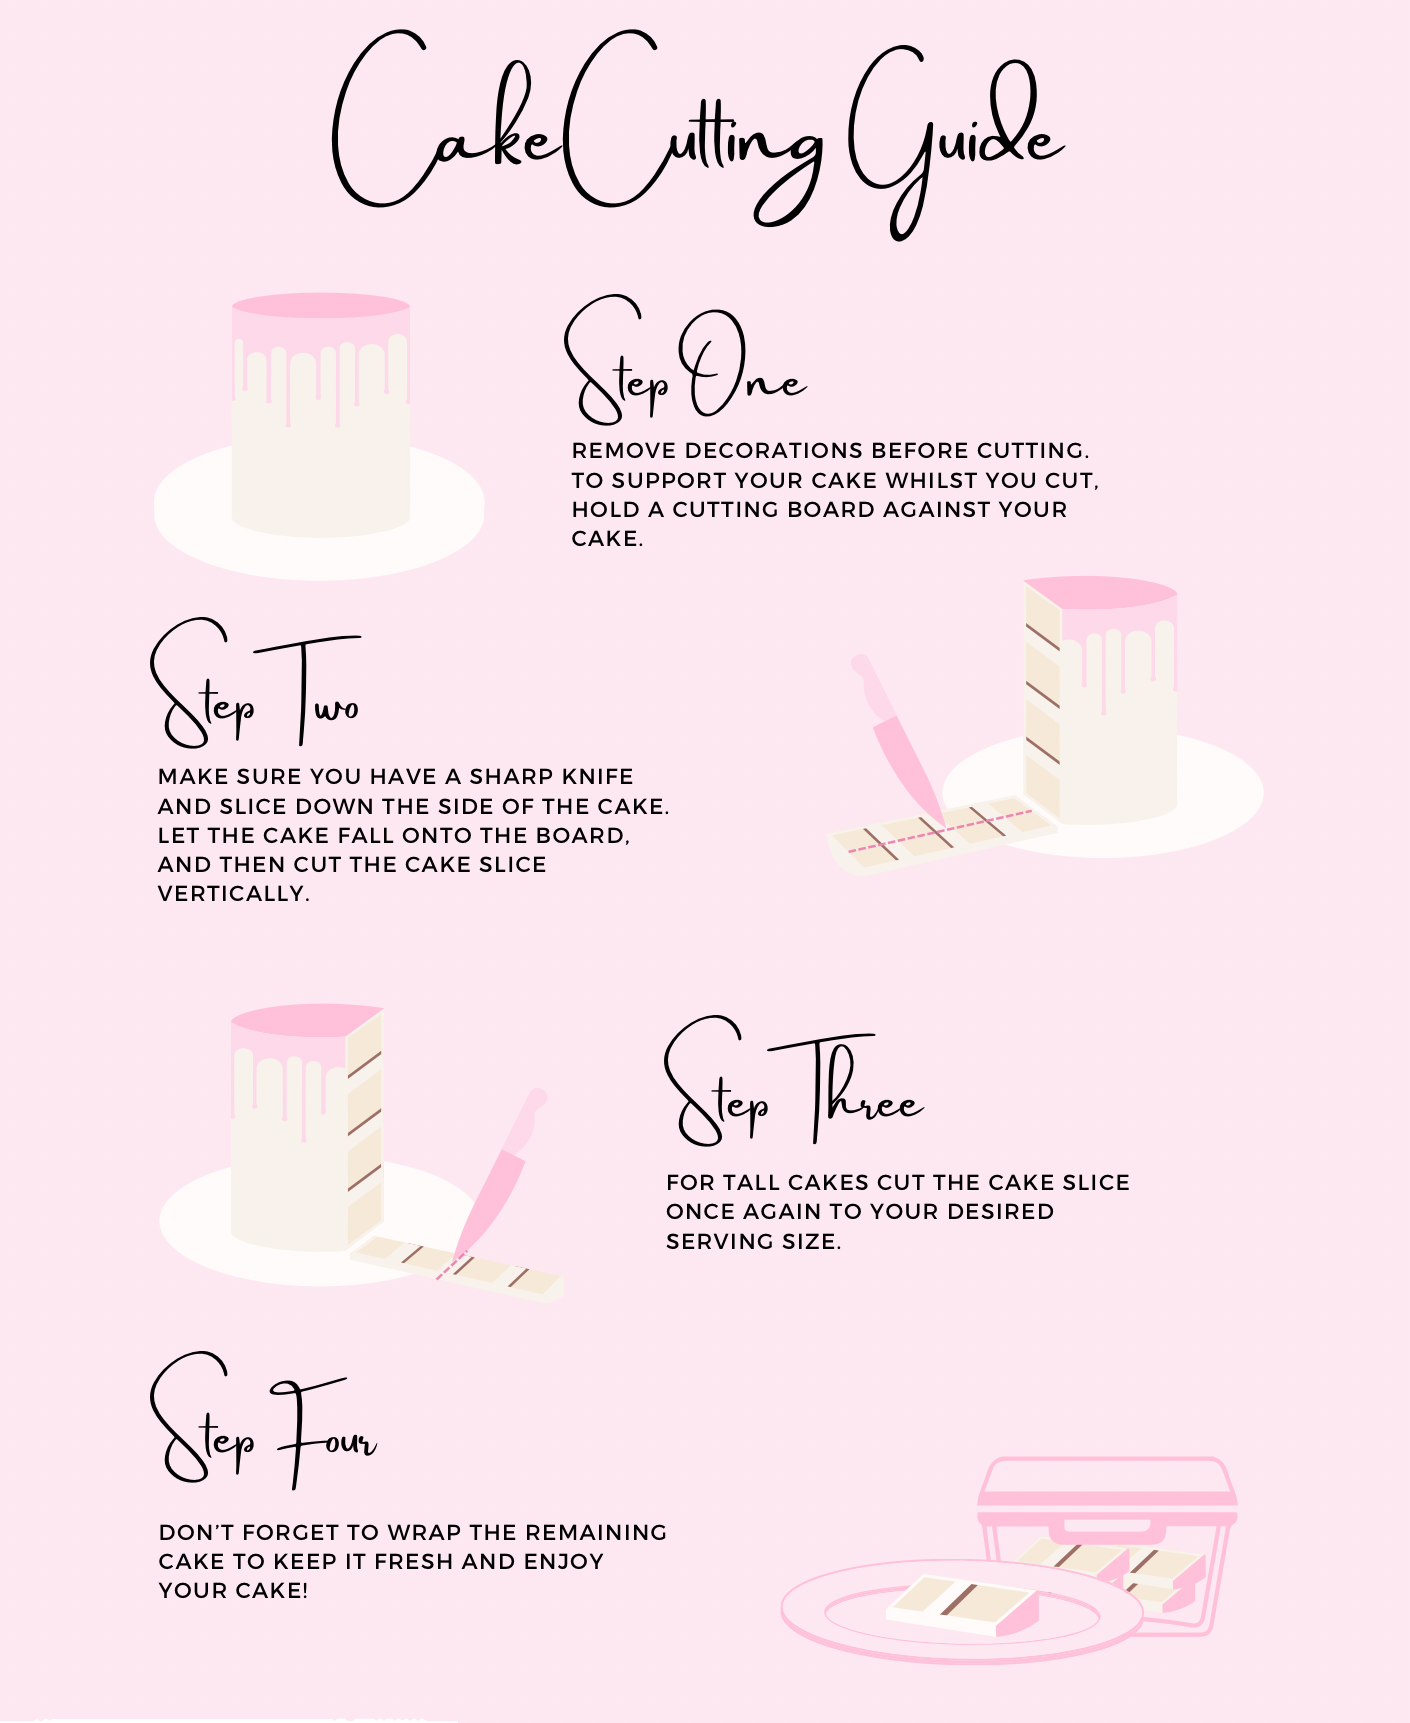 Cake Cutting Guide
Step One
REMOVE DECORATIONS BEFORE CUTTING.
TO SUPPORT YOUR CAKE WHILST YOU CUT,
HOLD A CUTTING BOARD AGAINST YOUR
CAKE.
Step Two
MAKE SURE YOU HAVE A SHARP KNIFE
AND SLICE DOWN THE SIDE OF THE CAKE.
LET THE CAKE FALL ONTO THE BOARD,
AND THEN CUT THE CAKE SLICE
VERTICALLY.
Step Three
FOR TALL CAKES CUT THE CAKE SLICE
ONCE AGAIN TO YOUR DESIRED
SERVING SIZE.
Step Four
DON'T FORGET TO WRAP THE REMAINING
CAKE TO KEEP IT FRESH AND ENJOY
YOUR CAKE!